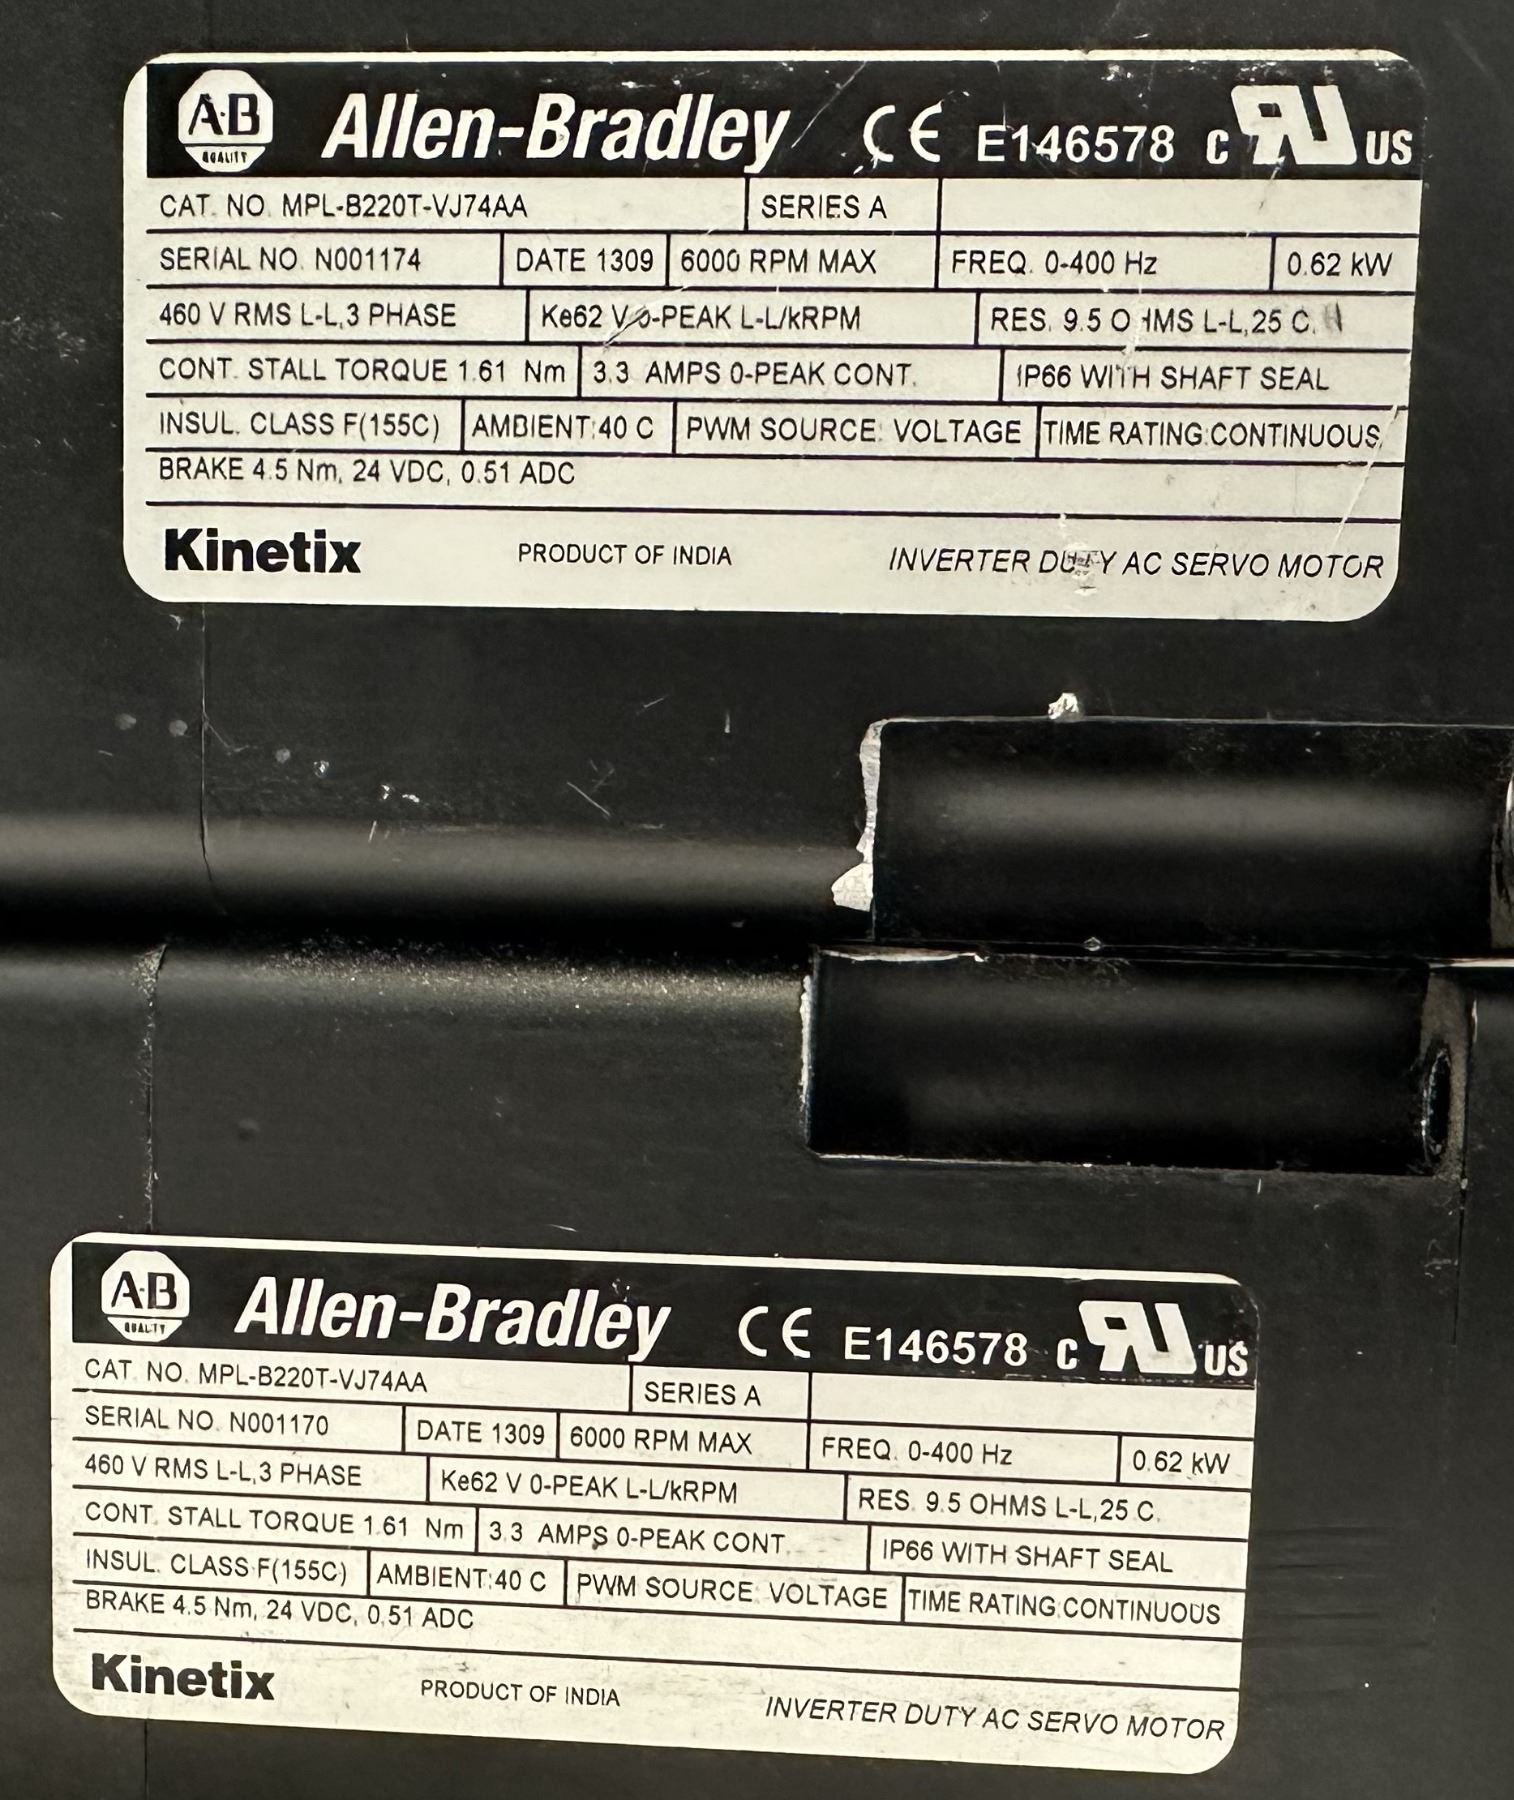 A·B QUALITY Allen-Bradley CE E146578 C RU US
CAT. NO. MPL-B220T-VJ74AA SERIES A
SERIAL NO. N001174 DATE 1309 6000 RPM MAX FREQ. 0-400 Hz 0.62 kW
460 V RMS L-L,3 PHASE Ke62 V 0-PEAK L-L/kRPM RES. 9.5 OHMS L-L,25 C.
CONT. STALL TORQUE 1.61 Nm 3.3 AMPS 0-PEAK CONT. IP66 WITH SHAFT SEAL
INSUL. CLASS F(155C) AMBIENT:40 C PWM SOURCE: VOLTAGE TIME RATING:CONTINUOUS
BRAKE 4.5 Nm, 24 VDC, 0.51 ADC
Kinetix PRODUCT OF INDIA INVERTER DUTY AC SERVO MOTOR
A·B QUALITY Allen-Bradley CE E146578 C RU US
CAT. NO. MPL-B220T-VJ74AA SERIES A
SERIAL NO. N001170 DATE 1309 6000 RPM MAX FREQ. 0-400 Hz 0.62 kW
460 V RMS L-L,3 PHASE Ke62 V 0-PEAK L-L/kRPM RES. 9.5 OHMS L-L,25 C.
CONT. STALL TORQUE 1.61 Nm 3.3 AMPS 0-PEAK CONT. IP66 WITH SHAFT SEAL
INSUL. CLASS F(155C) AMBIENT:40 C PWM SOURCE: VOLTAGE TIME RATING:CONTINUOUS
BRAKE 4.5 Nm, 24 VDC, 0.51 ADC
Kinetix PRODUCT OF INDIA INVERTER DUTY AC SERVO MOTOR